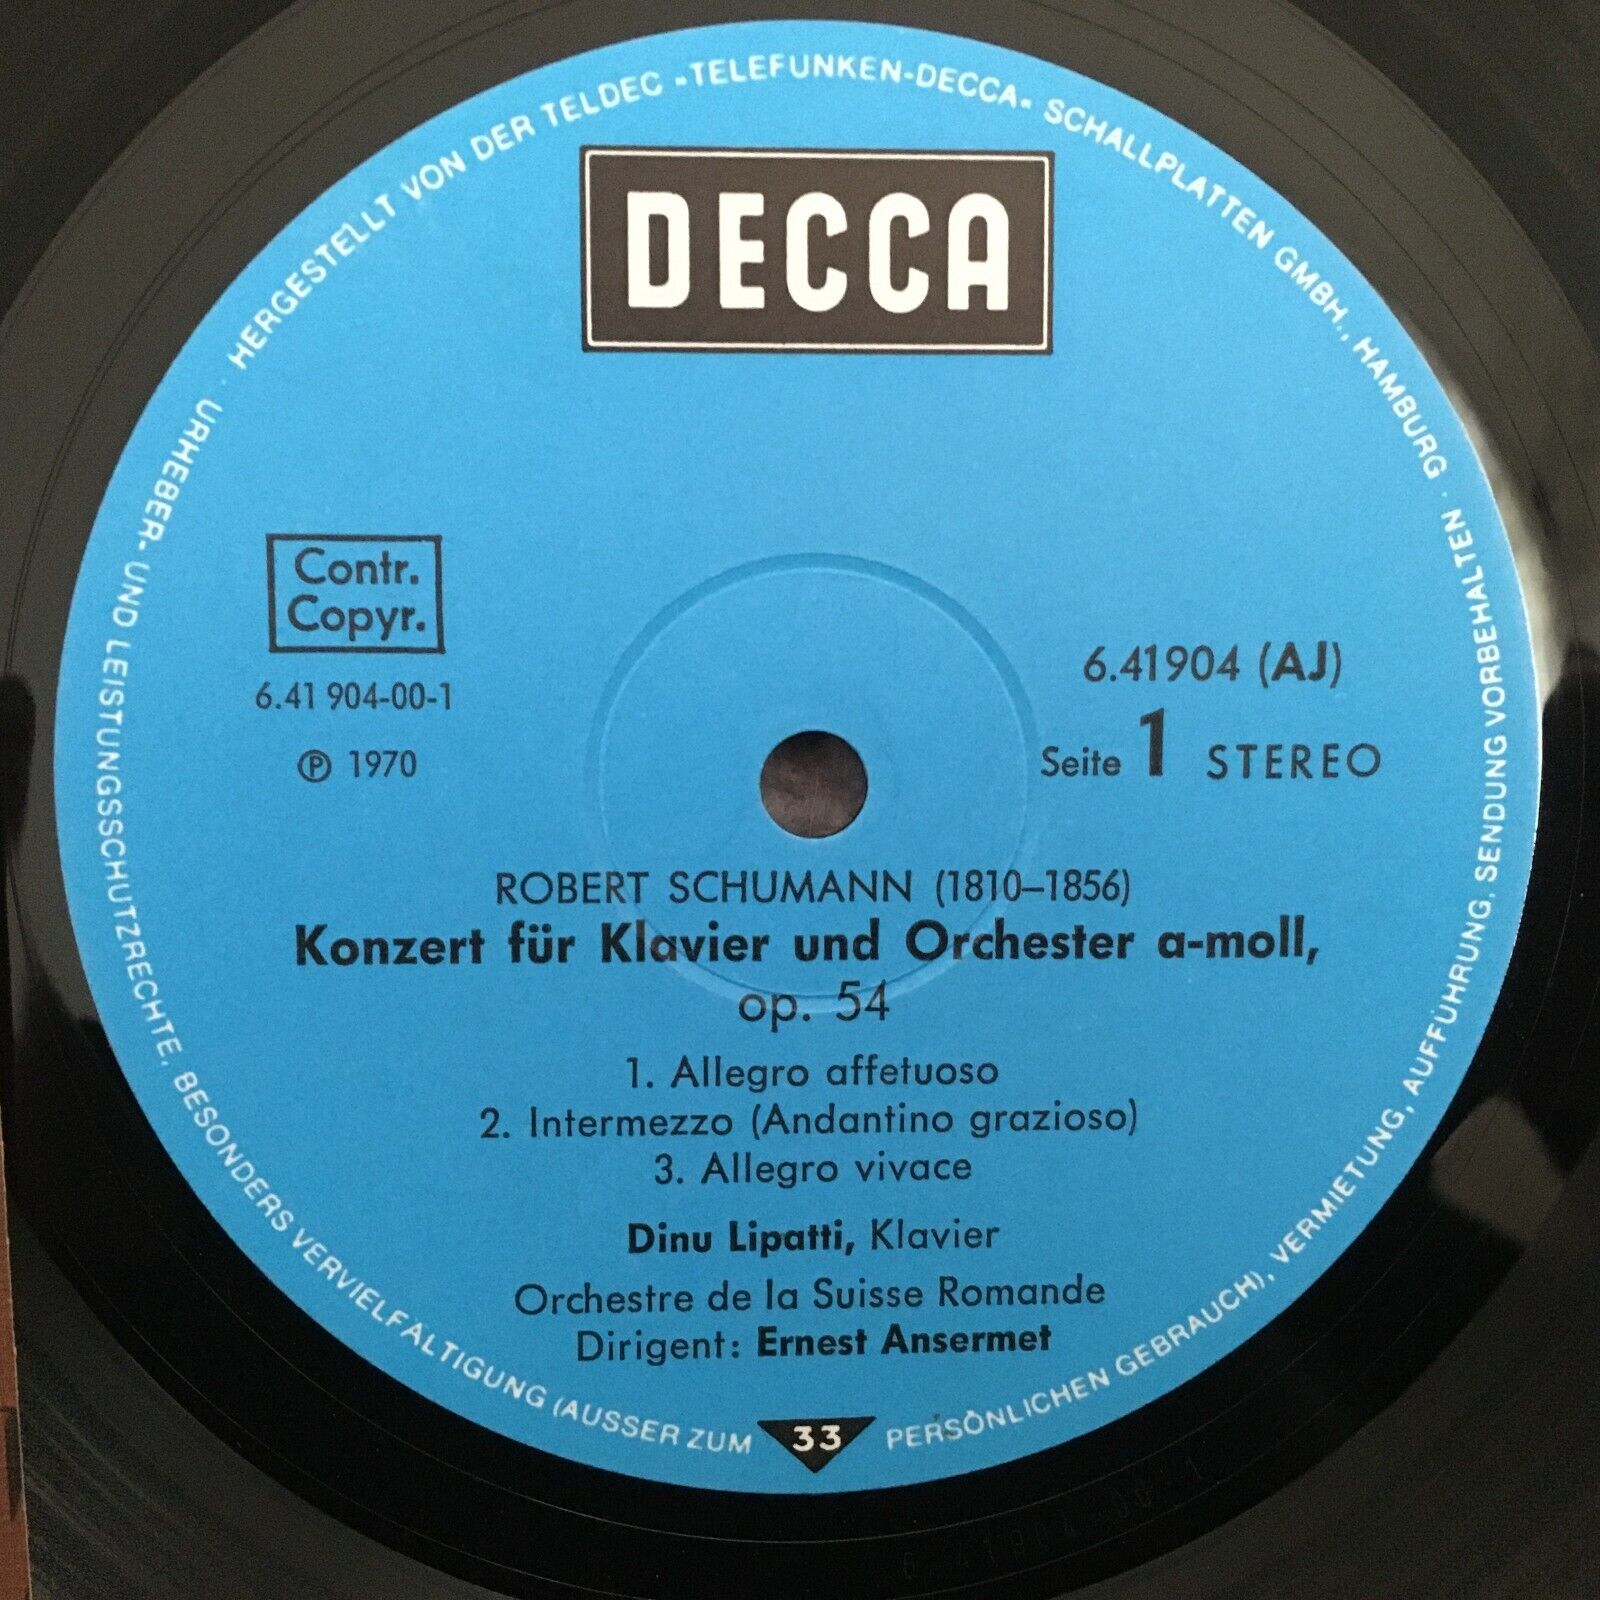 HERGESTELLT VON DER TELDEC »TELEFUNKEN-DECCA« SCHALLPLATTEN GMBH., HAMBURG · URHEBER- UND LEISTUNGSSCHUTZRECHTE, BESONDERS VERVIELFÄLTIGUNG (AUSSER ZUM PERSÖNLICHEN GEBRAUCH), VERMIETUNG, AUFFÜHRUNG, SENDUNG VORBEHALTEN ·
DECCA
Contr.
Copyr.
6.41 904-00-1
℗ 1970
6.41904 (AJ)
Seite 1 STEREO
ROBERT SCHUMANN (1810–1856)
Konzert für Klavier und Orchester a-moll,
op. 54
1. Allegro affetuoso
2. Intermezzo (Andantino grazioso)
3. Allegro vivace
Dinu Lipatti, Klavier
Orchestre de la Suisse Romande
Dirigent: Ernest Ansermet
33